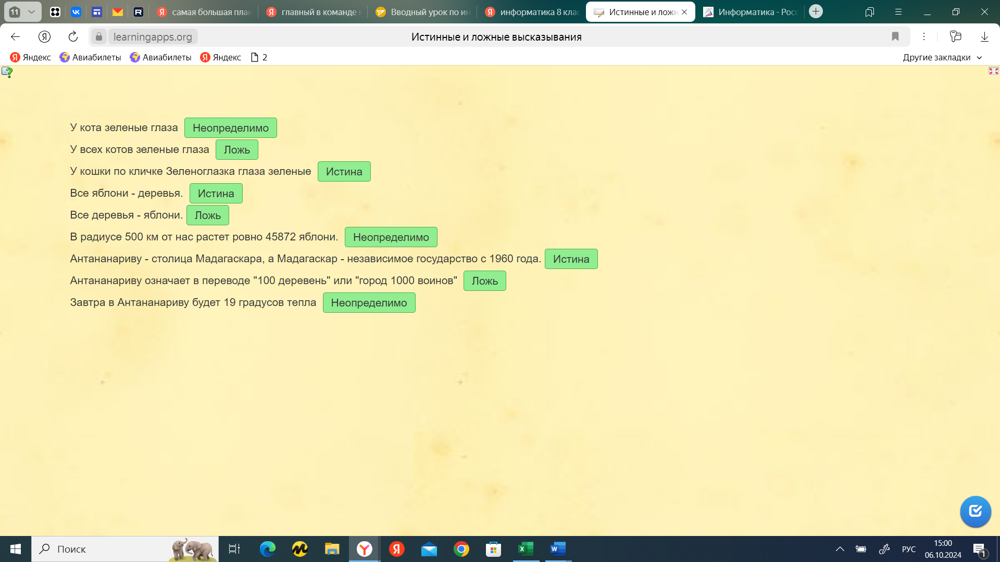 11
самая большая план
главный в команде
Вводный урок по ин
информатика 8 клас
Истинные и ложн
Информатика - Росс
learningapps.org
Истинные и ложные высказывания
Яндекс
Авиабилеты
Авиабилеты
Яндекс
2
Другие закладки
У кота зеленые глаза Неопределимо
У всех котов зеленые глаза Ложь
У кошки по кличке Зеленоглазка глаза зеленые Истина
Все яблони - деревья. Истина
Все деревья - яблони. Ложь
В радиусе 500 км от нас растет ровно 45872 яблони. Неопределимо
Антананариву - столица Мадагаскара, а Мадагаскар - независимое государство с 1960 года. Истина
Антананариву означает в переводе "100 деревень" или "город 1000 воинов" Ложь
Завтра в Антананариву будет 19 градусов тепла Неопределимо
Поиск
РУС
15:00
06.10.2024
1